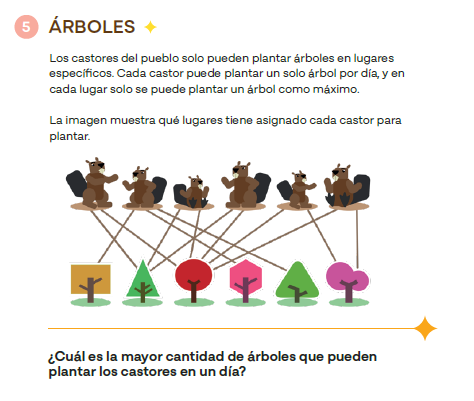 5 ÁRBOLES
Los castores del pueblo solo pueden plantar árboles en lugares
específicos. Cada castor puede plantar un solo árbol por día, y en
cada lugar solo se puede plantar un árbol como máximo.
La imagen muestra qué lugares tiene asignado cada castor para
plantar.
¿Cuál es la mayor cantidad de árboles que pueden
plantar los castores en un día?